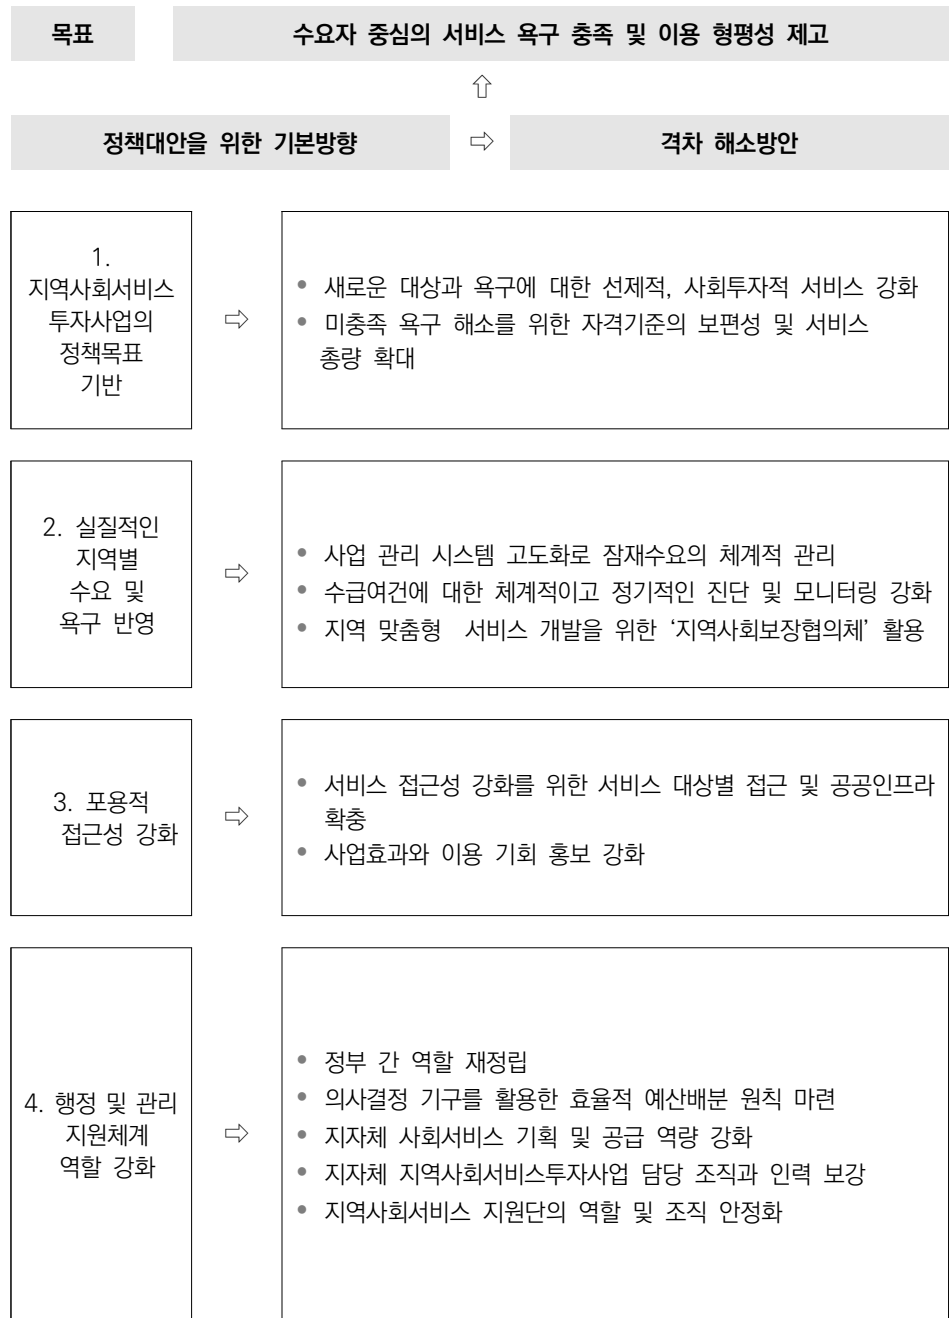 목표
수요자 중심의 서비스 욕구 충족 및 이용 형평성 제고
⇧
정책대안을 위한 기본방향
⇨
격차 해소방안
1.
지역사회서비스
투자사업의
정책목표
기반
⇨
• 새로운 대상과 욕구에 대한 선제적, 사회투자적 서비스 강화
• 미충족 욕구 해소를 위한 자격기준의 보편성 및 서비스
총량 확대
2. 실질적인
지역별
수요 및
욕구 반영
⇨
• 사업 관리 시스템 고도화로 잠재수요의 체계적 관리
• 수급여건에 대한 체계적이고 정기적인 진단 및 모니터링 강화
• 지역 맞춤형 서비스 개발을 위한 ‘지역사회보장협의체’ 활용
3. 포용적
접근성 강화
⇨
• 서비스 접근성 강화를 위한 서비스 대상별 접근 및 공공인프라
확충
• 사업효과와 이용 기회 홍보 강화
4. 행정 및 관리
지원체계
역할 강화
⇨
• 정부 간 역할 재정립
• 의사결정 기구를 활용한 효율적 예산배분 원칙 마련
• 지자체 사회서비스 기획 및 공급 역량 강화
• 지자체 지역사회서비스투자사업 담당 조직과 인력 보강
• 지역사회서비스 지원단의 역할 및 조직 안정화